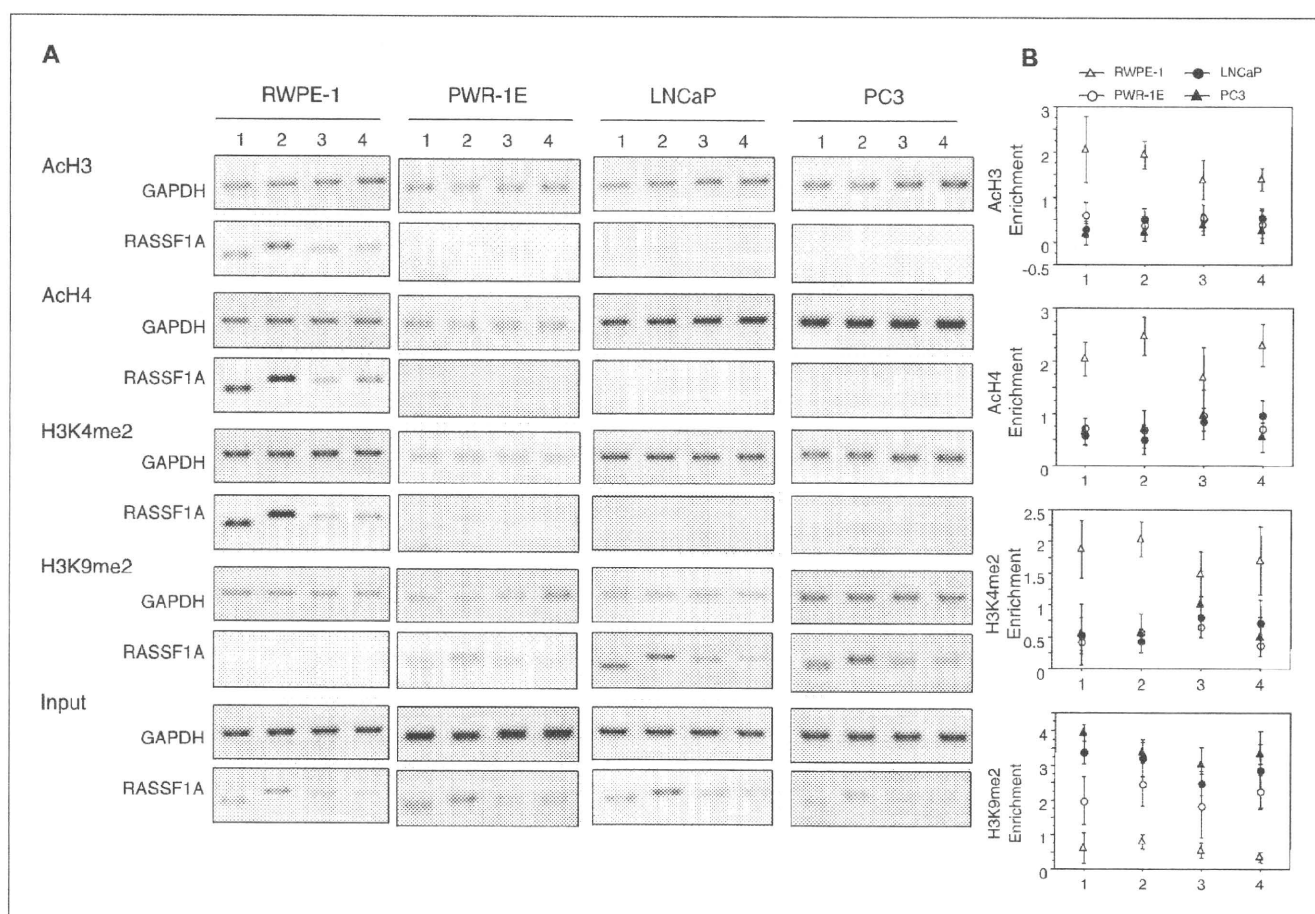 A
RWPE-1 PWR-1E LNCaP PC3
1 2 3 4 1 2 3 4 1 2 3 4 1 2 3 4
AcH3
GAPDH
RASSF1A
AcH4
GAPDH
RASSF1A
H3K4me2
GAPDH
RASSF1A
H3K9me2
GAPDH
RASSF1A
Input
GAPDH
RASSF1A
B
RWPE-1 LNCaP
PWR-1E PC3
AcH3
Enrichment
3
2
1
0
-0.5
1 2 3 4
AcH4
Enrichment
3
2
1
0
1 2 3 4
H3K4me2
Enrichment
2.5
2
1.5
1
0.5
0
1 2 3 4
H3K9me2
Enrichment
4
3
2
1
0
1 2 3 4